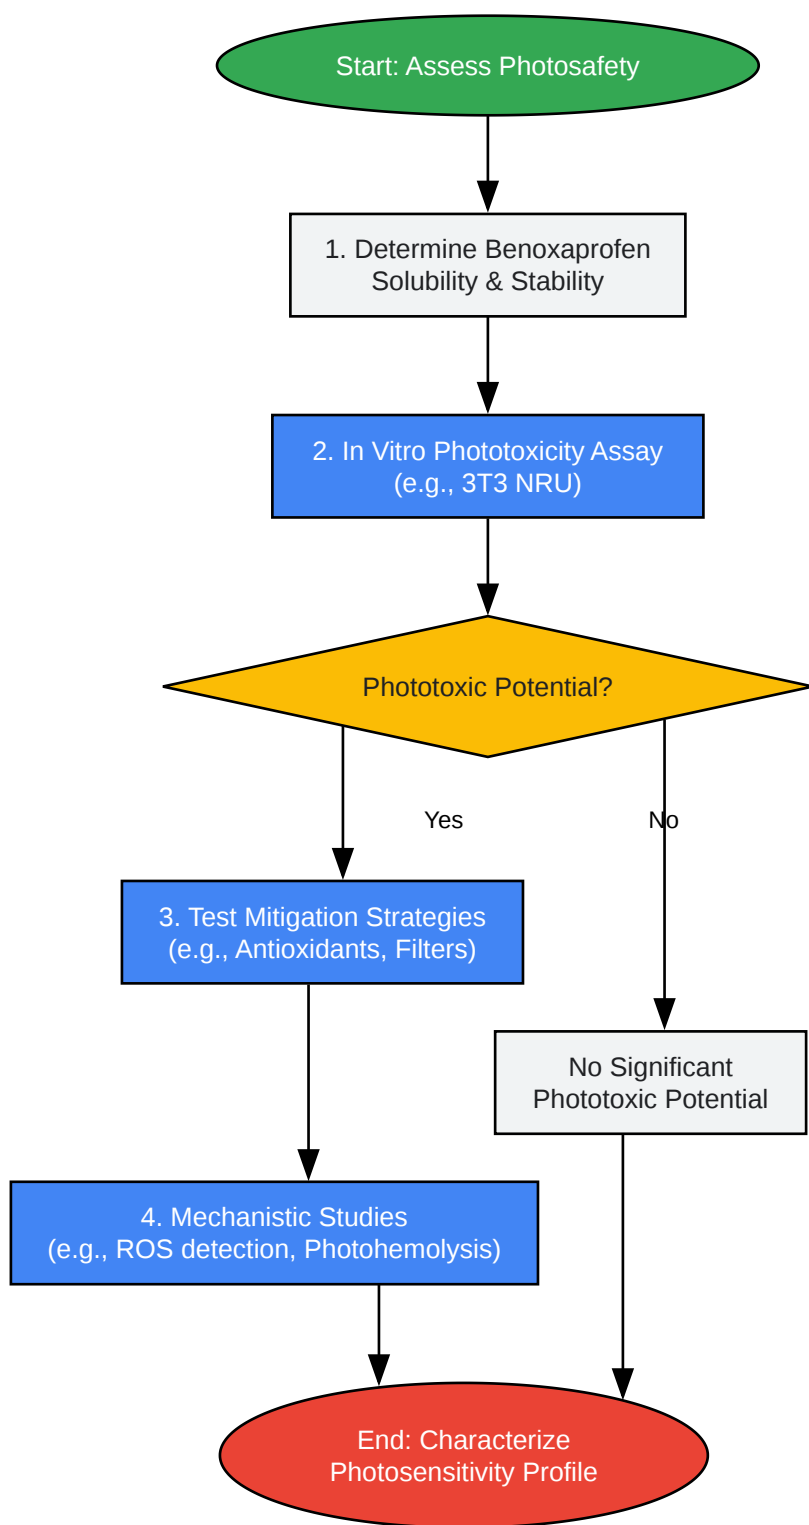 Start: Assess Photosafety
1. Determine Benoxaprofen
Solubility & Stability
2. In Vitro Phototoxicity Assay
(e.g., 3T3 NRU)
Phototoxic Potential?
Yes
No
3. Test Mitigation Strategies
(e.g., Antioxidants, Filters)
No Significant
Phototoxic Potential
4. Mechanistic Studies
(e.g., ROS detection, Photohemolysis)
End: Characterize
Photosensitivity Profile